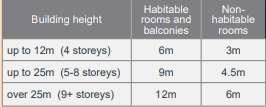 Building height Habitable rooms and balconies Non-habitable rooms
up to 12m (4 storeys) 6m 3m
up to 25m (5-8 storeys) 9m 4.5m
over 25m (9+ storeys) 12m 6m